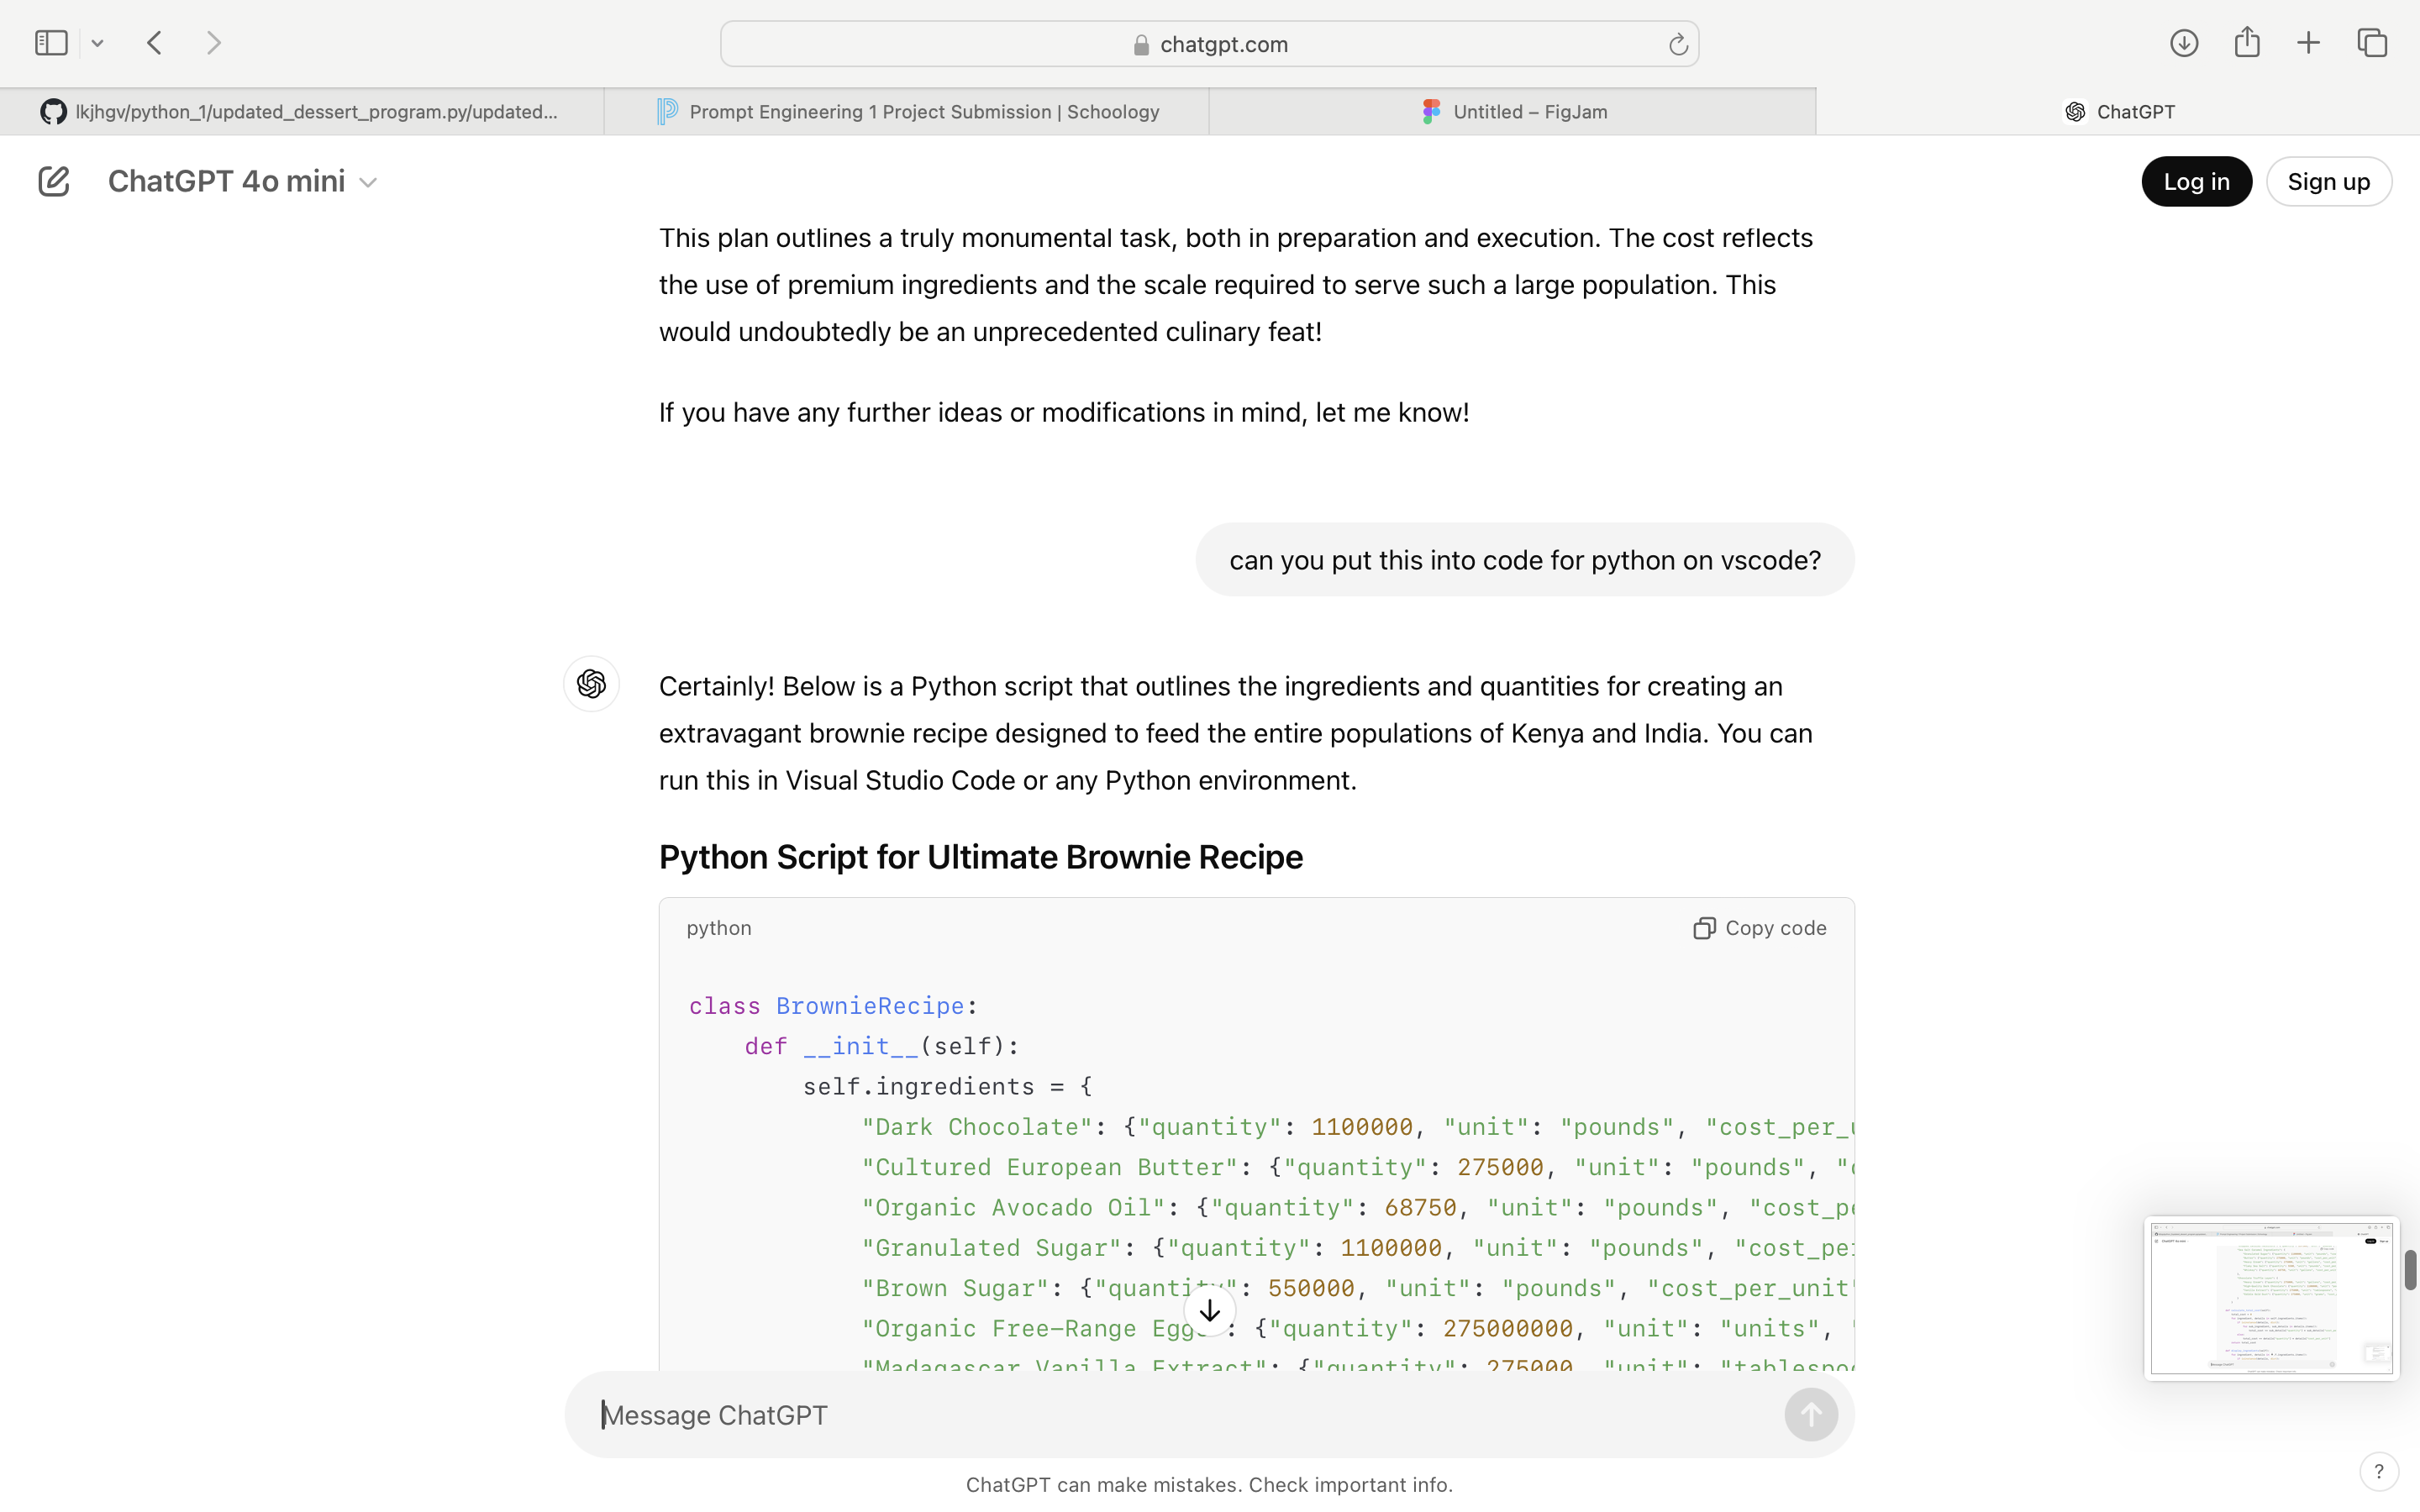 chatgpt.com
lkjhgv/python_1/updated_dessert_program.py/updated...
Prompt Engineering 1 Project Submission | Schoology
Untitled – FigJam
ChatGPT
ChatGPT 4o mini
Log in
Sign up
This plan outlines a truly monumental task, both in preparation and execution. The cost reflects
the use of premium ingredients and the scale required to serve such a large population. This
would undoubtedly be an unprecedented culinary feat!
If you have any further ideas or modifications in mind, let me know!
can you put this into code for python on vscode?
Certainly! Below is a Python script that outlines the ingredients and quantities for creating an
extravagant brownie recipe designed to feed the entire populations of Kenya and India. You can
run this in Visual Studio Code or any Python environment.
Python Script for Ultimate Brownie Recipe
python
Copy code
class BrownieRecipe:
def __init__(self):
self.ingredients = {
"Dark Chocolate": {"quantity": 1100000, "unit": "pounds", "cost_per_u
"Cultured European Butter": {"quantity": 275000, "unit": "pounds", "c
"Organic Avocado Oil": {"quantity": 68750, "unit": "pounds", "cost_pe
"Granulated Sugar": {"quantity": 1100000, "unit": "pounds", "cost_per
"Brown Sugar": {"quantity": 550000, "unit": "pounds", "cost_per_unit"
"Organic Free-Range Eggs": {"quantity": 275000000, "unit": "units", "
"Madagascar Vanilla Extract": {"quantity": 275000, "unit": "tablespoo
Message ChatGPT
ChatGPT can make mistakes. Check important info.
?